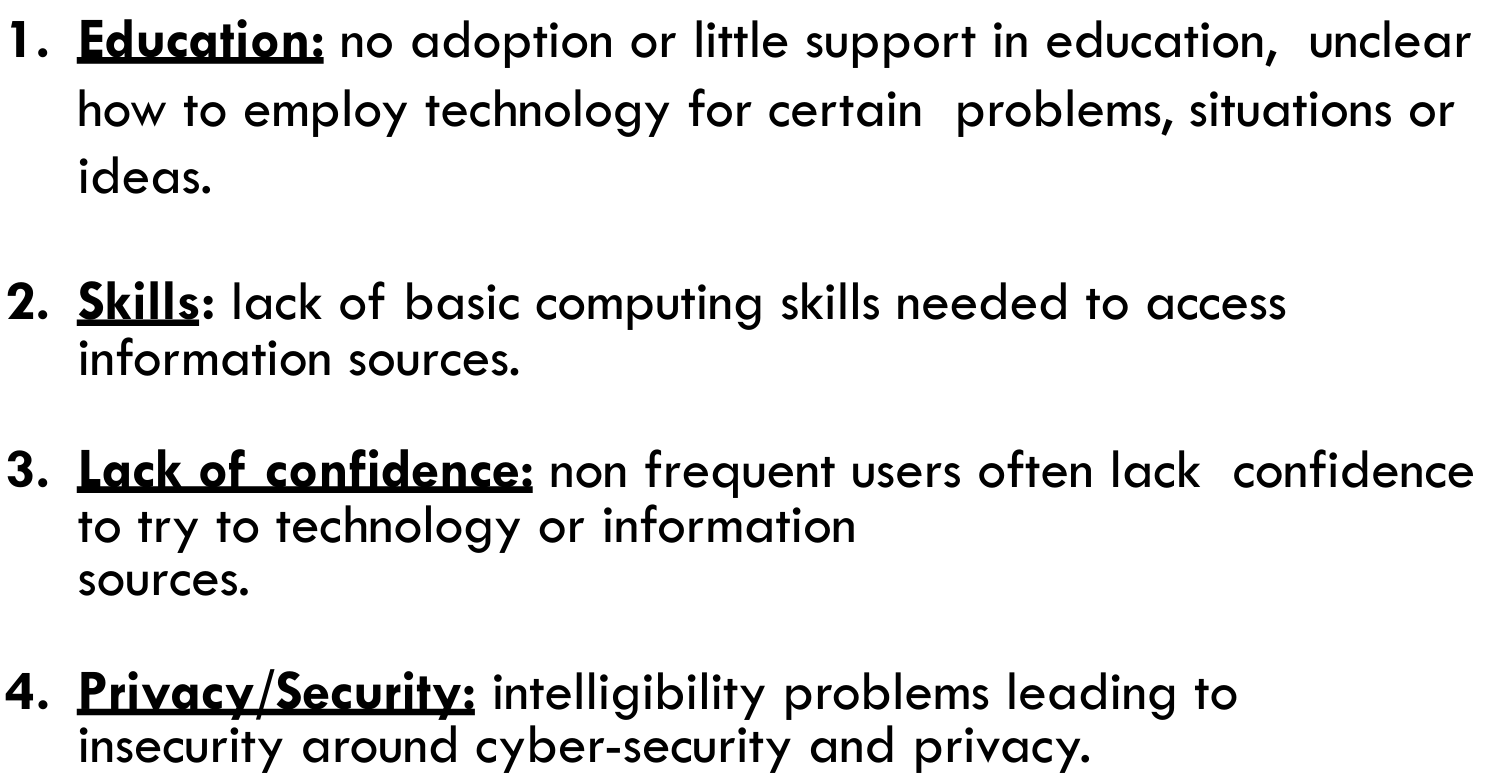 1. Education: no adoption or little support in education, unclear
how to employ technology for certain problems, situations or
ideas.
2. Skills: lack of basic computing skills needed to access
information sources.
3. Lack of confidence: non frequent users often lack confidence
to try to technology or information
sources.
4. Privacy/Security: intelligibility problems leading to
insecurity around cyber-security and privacy.